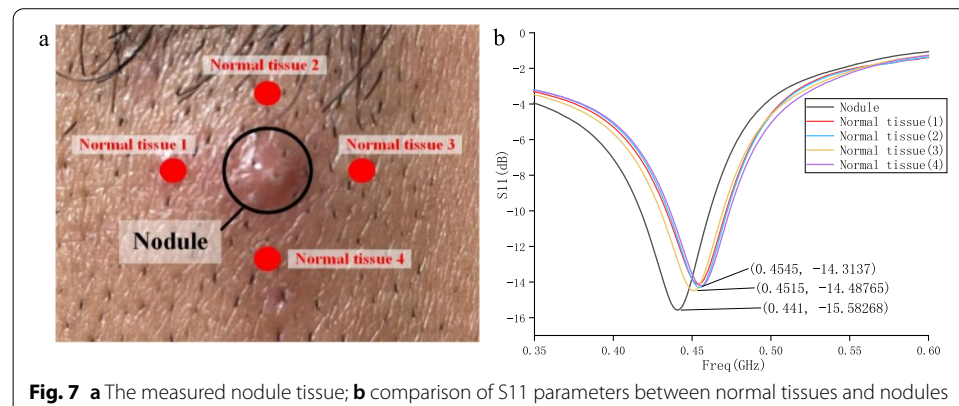 a
Normal tissue 2
Normal tissue 1
Normal tissue 3
Nodule
Normal tissue 4
b
S11(dB)
0
-2
-4
-6
-8
-10
-12
-14
-16
Nodule
Normal tissue(1)
Normal tissue(2)
Normal tissue(3)
Normal tissue(4)
(0.4545, -14.3137)
(0.4515, -14.48765)
(0.441, -15.58268)
0.35 0.40 0.45 0.50 0.55 0.60
Freq(GHz)
Fig. 7 a The measured nodule tissue; b comparison of S11 parameters between normal tissues and nodules